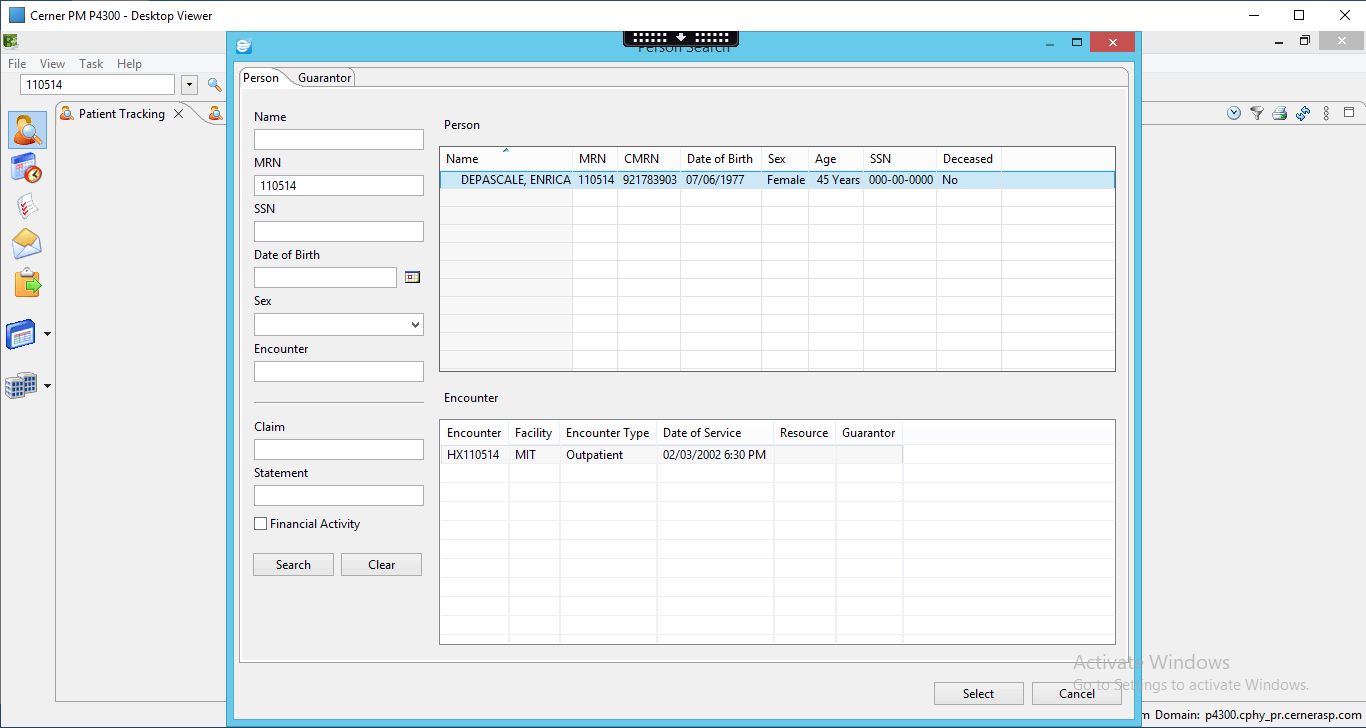 Cerner PM P4300 - Desktop Viewer
Person Search
File View Task Help
110514
Patient Tracking
Person Guarantor
Name
MRN
110514
SSN
Date of Birth
Sex
Encounter
Claim
Statement
Financial Activity
Search Clear
Person
Name MRN CMRN Date of Birth Sex Age SSN Deceased
DEPASCALE, ENRICA 110514 921783903 07/06/1977 Female 45 Years 000-00-0000 No
Encounter
Encounter Facility Encounter Type Date of Service Resource Guarantor
HX110514 MIT Outpatient 02/03/2002 6:30 PM
Select Cancel
Activate Windows
Go to Settings to activate Windows.
m Domain: p4300.cphy_pr.cernerasp.com